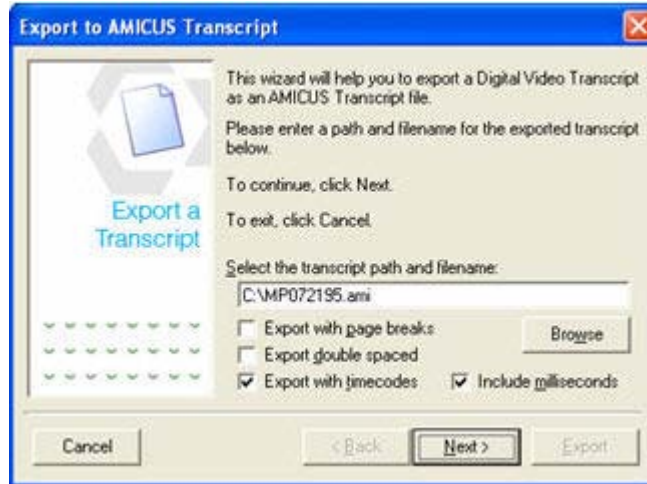 Export to AMICUS Transcript
Export a
Transcript
This wizard will help you to export a Digital Video Transcript
as an AMICUS Transcript file.
Please enter a path and filename for the exported transcript
below.
To continue, click Next.
To exit, click Cancel.
Select the transcript path and filename:
C:\MP072195.ami
Export with page breaks
Browse
Export double spaced
Export with timecodes Include milliseconds
Cancel < Back Next > Export